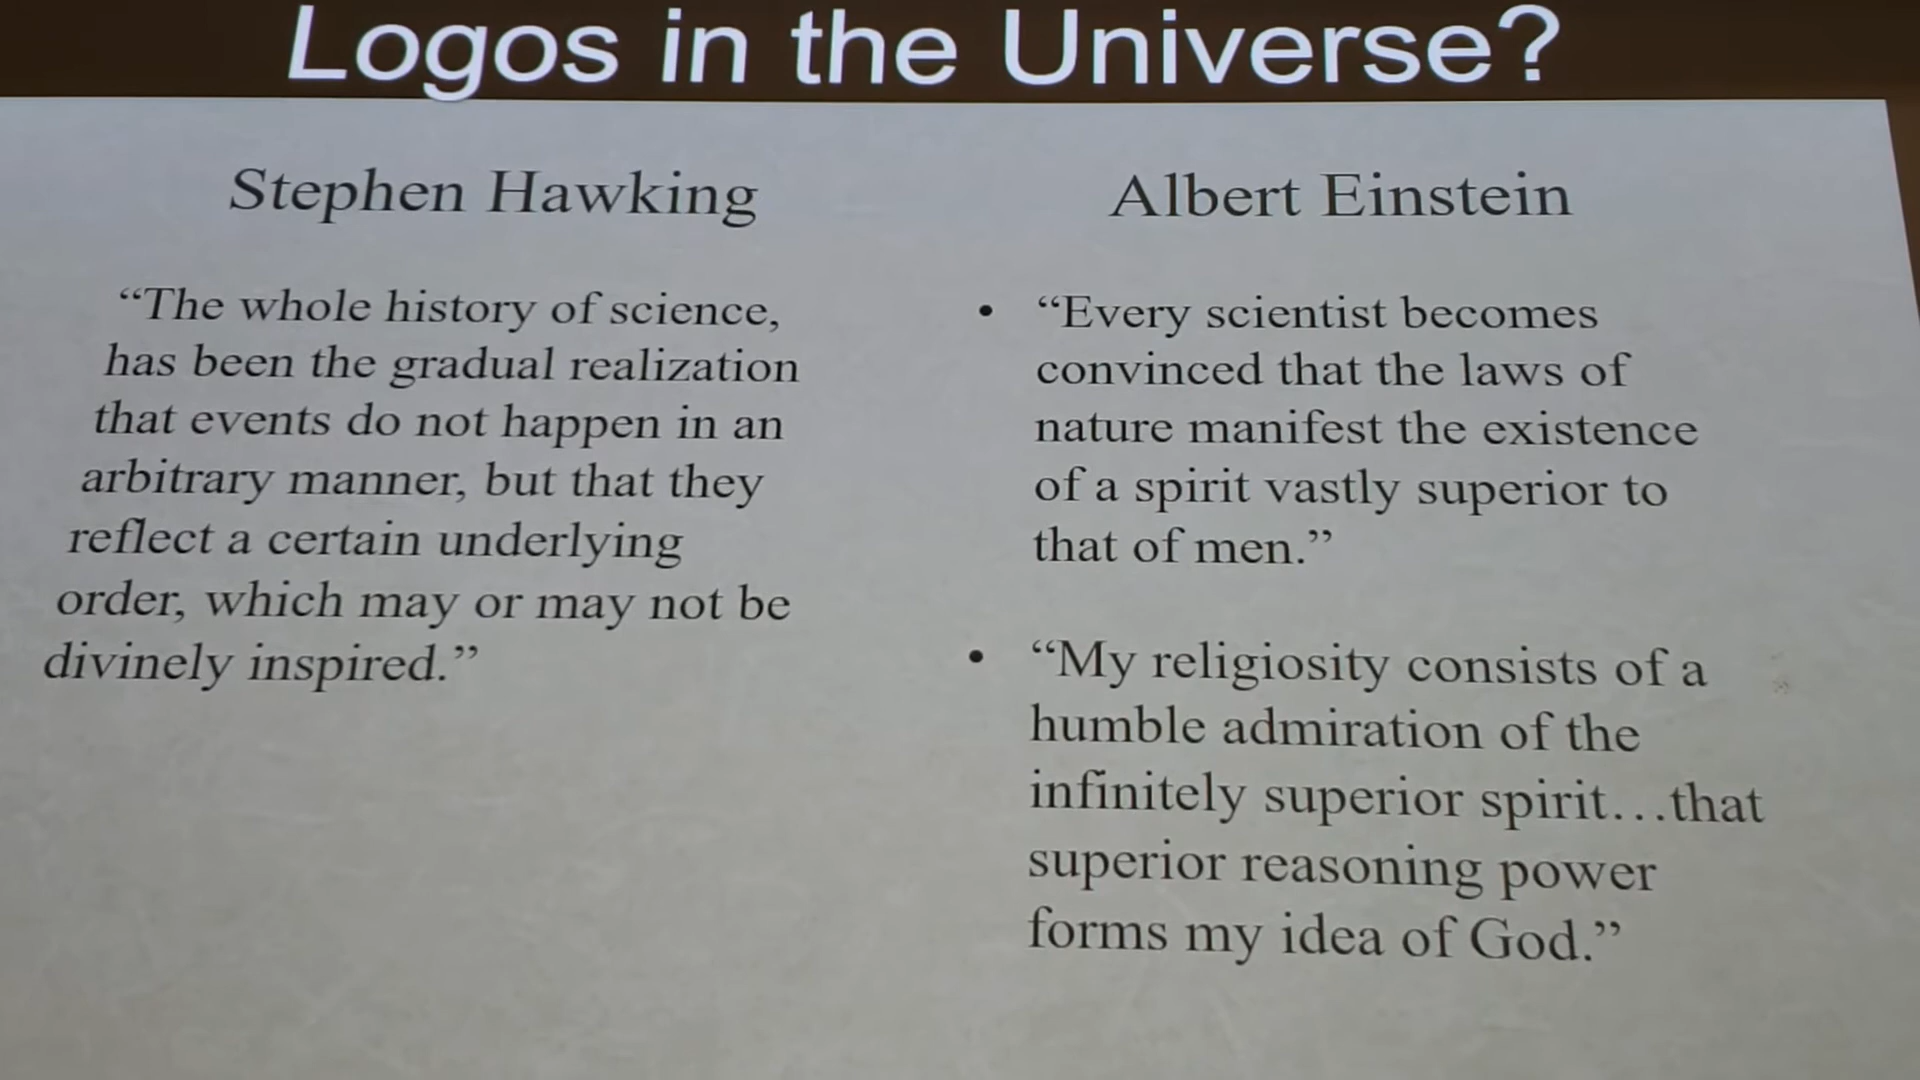 Logos in the Universe?
Stephen Hawking
“The whole history of science,
has been the gradual realization
that events do not happen in an
arbitrary manner, but that they
reflect a certain underlying
order, which may or may not be
divinely inspired.”
Albert Einstein
• “Every scientist becomes
convinced that the laws of
nature manifest the existence
of a spirit vastly superior to
that of men.”
• “My religiosity consists of a
humble admiration of the
infinitely superior spirit…that
superior reasoning power
forms my idea of God.”